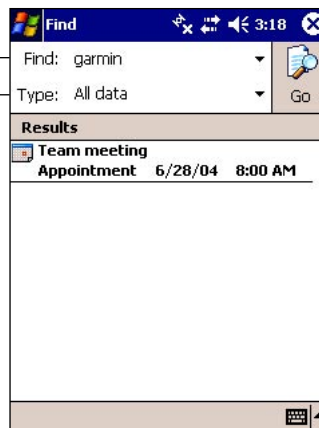 Find 3:18
Find: garmin
Type: All data Go
Results
Team meeting
Appointment 6/28/04 8:00 AM